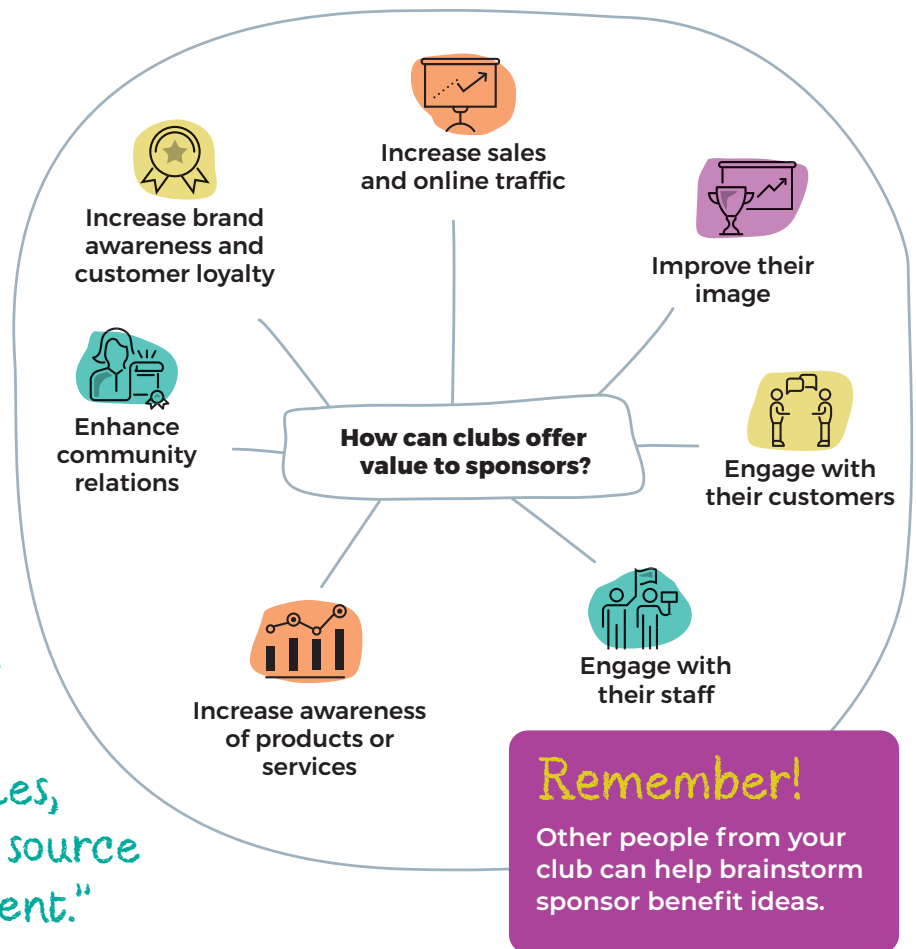 Increase sales
and online traffic
Increase brand
awareness and
customer loyalty
Improve their
image
Enhance
community
relations
How can clubs offer
value to sponsors?
Engage with
their customers
Engage with
their staff
Increase awareness
of products or
services
source
ent."
Remember!
Other people from your
club can help brainstorm
sponsor benefit ideas.